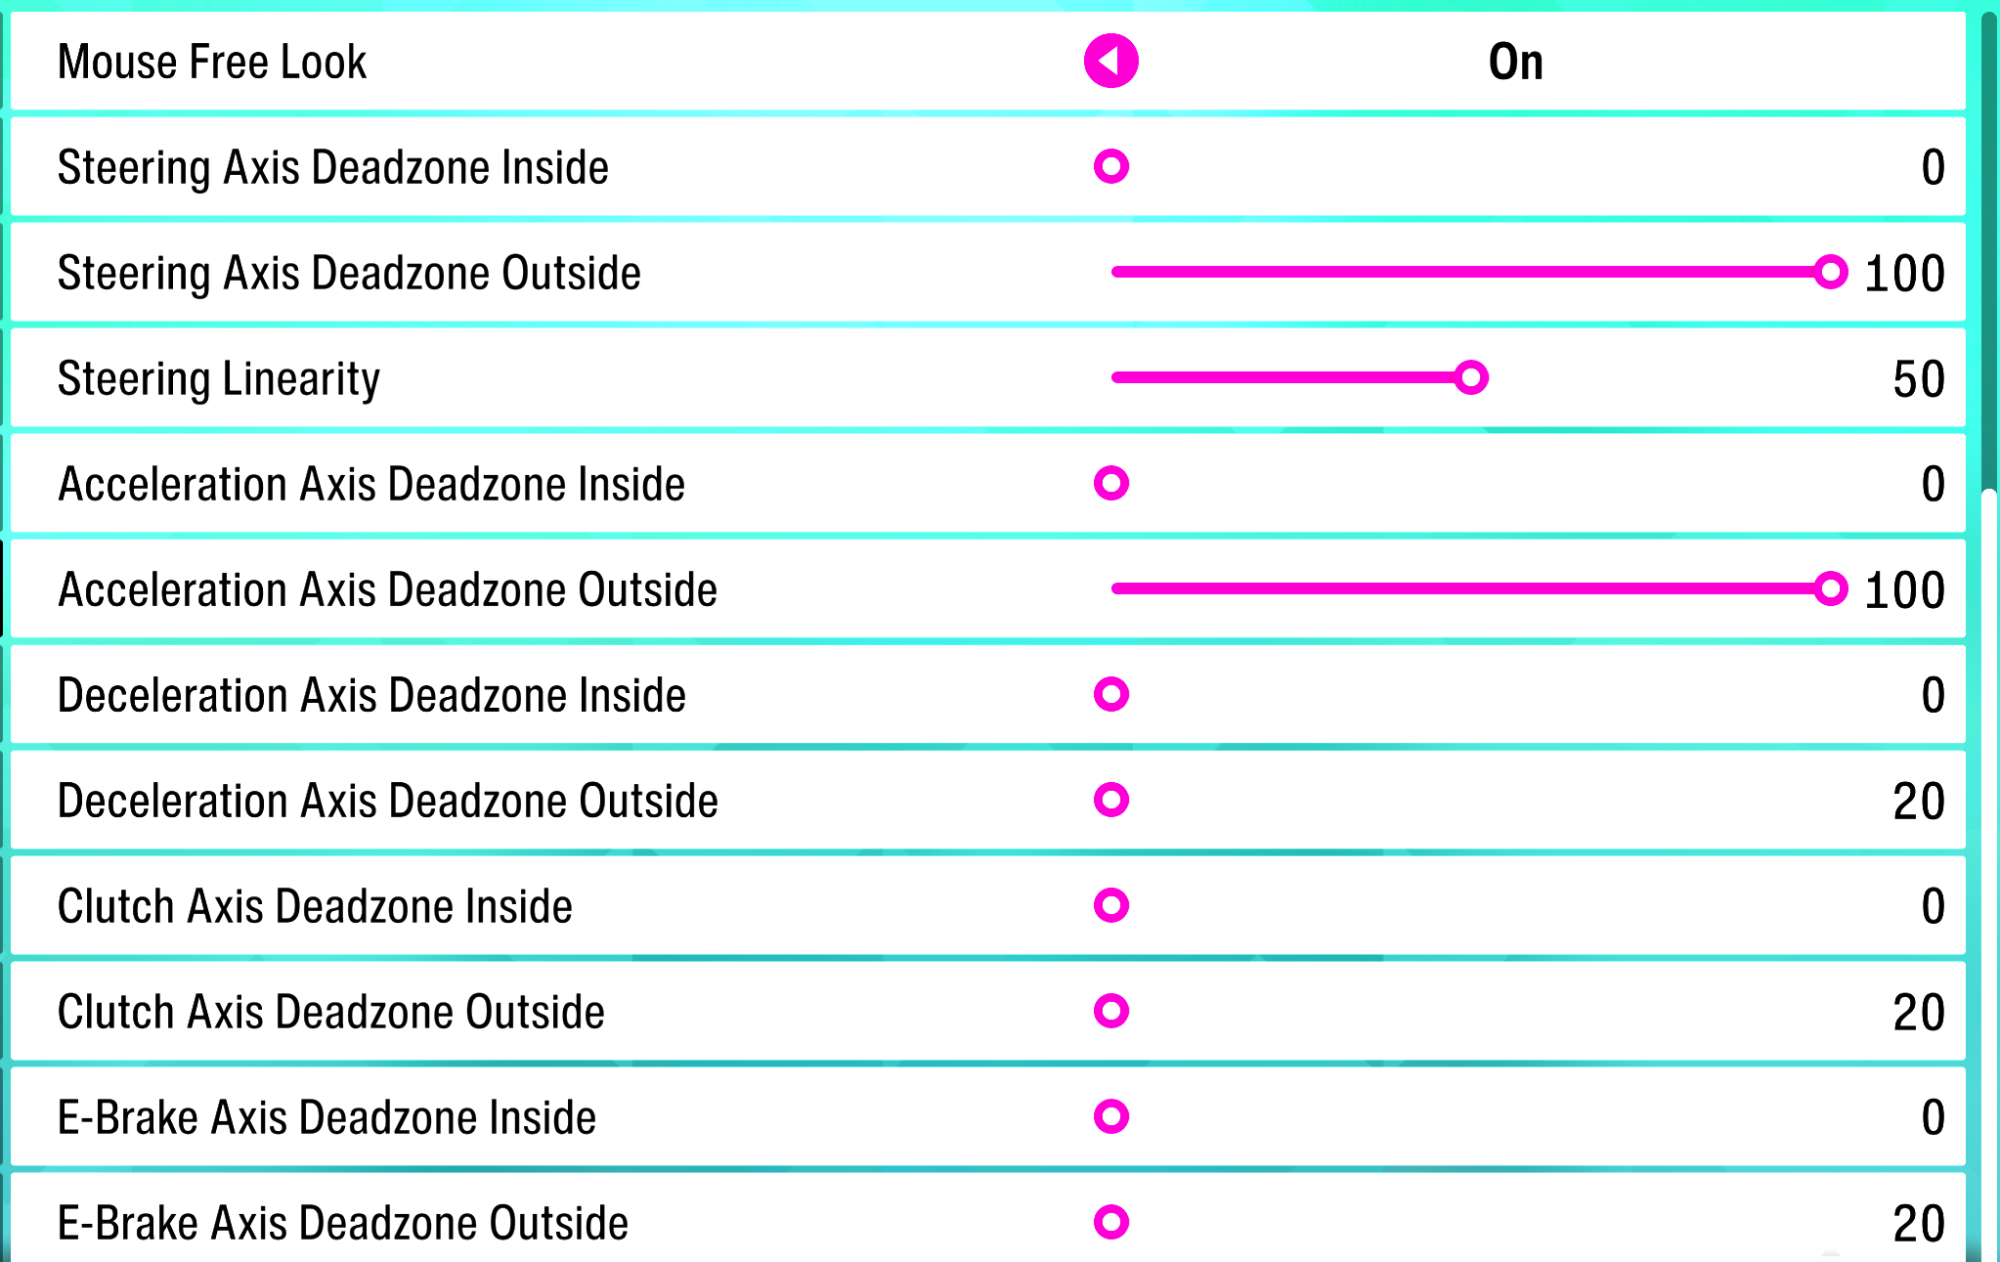 Mouse Free Look On
Steering Axis Deadzone Inside 0
Steering Axis Deadzone Outside 100
Steering Linearity 50
Acceleration Axis Deadzone Inside 0
Acceleration Axis Deadzone Outside 100
Deceleration Axis Deadzone Inside 0
Deceleration Axis Deadzone Outside 20
Clutch Axis Deadzone Inside 0
Clutch Axis Deadzone Outside 20
E-Brake Axis Deadzone Inside 0
E-Brake Axis Deadzone Outside 20